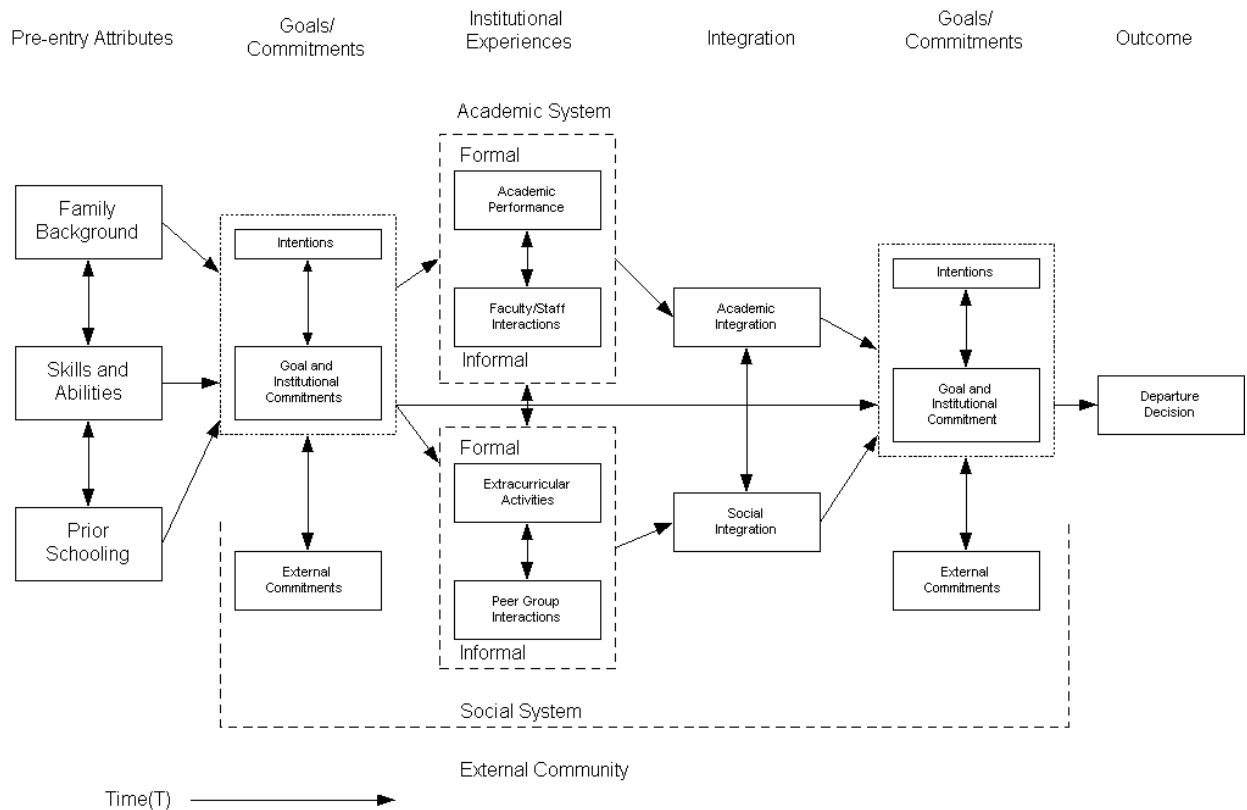 Pre-entry Attributes
Goals/
Commitments
Institutional
Experiences
Integration
Goals/
Commitments
Outcome
Family
Background
Skills and
Abilities
Prior
Schooling
Intentions
Goal and
Institutional
Commitments
External
Commitments
Academic System
Formal
Academic
Performance
Faculty/Staff
Interactions
Informal
Formal
Extracurricular
Activities
Peer Group
Interactions
Informal
Social System
Academic
Integration
Social
Integration
Intentions
Goal and
Institutional
Commitment
External
Commitments
Departure
Decision
External Community
Time(T)